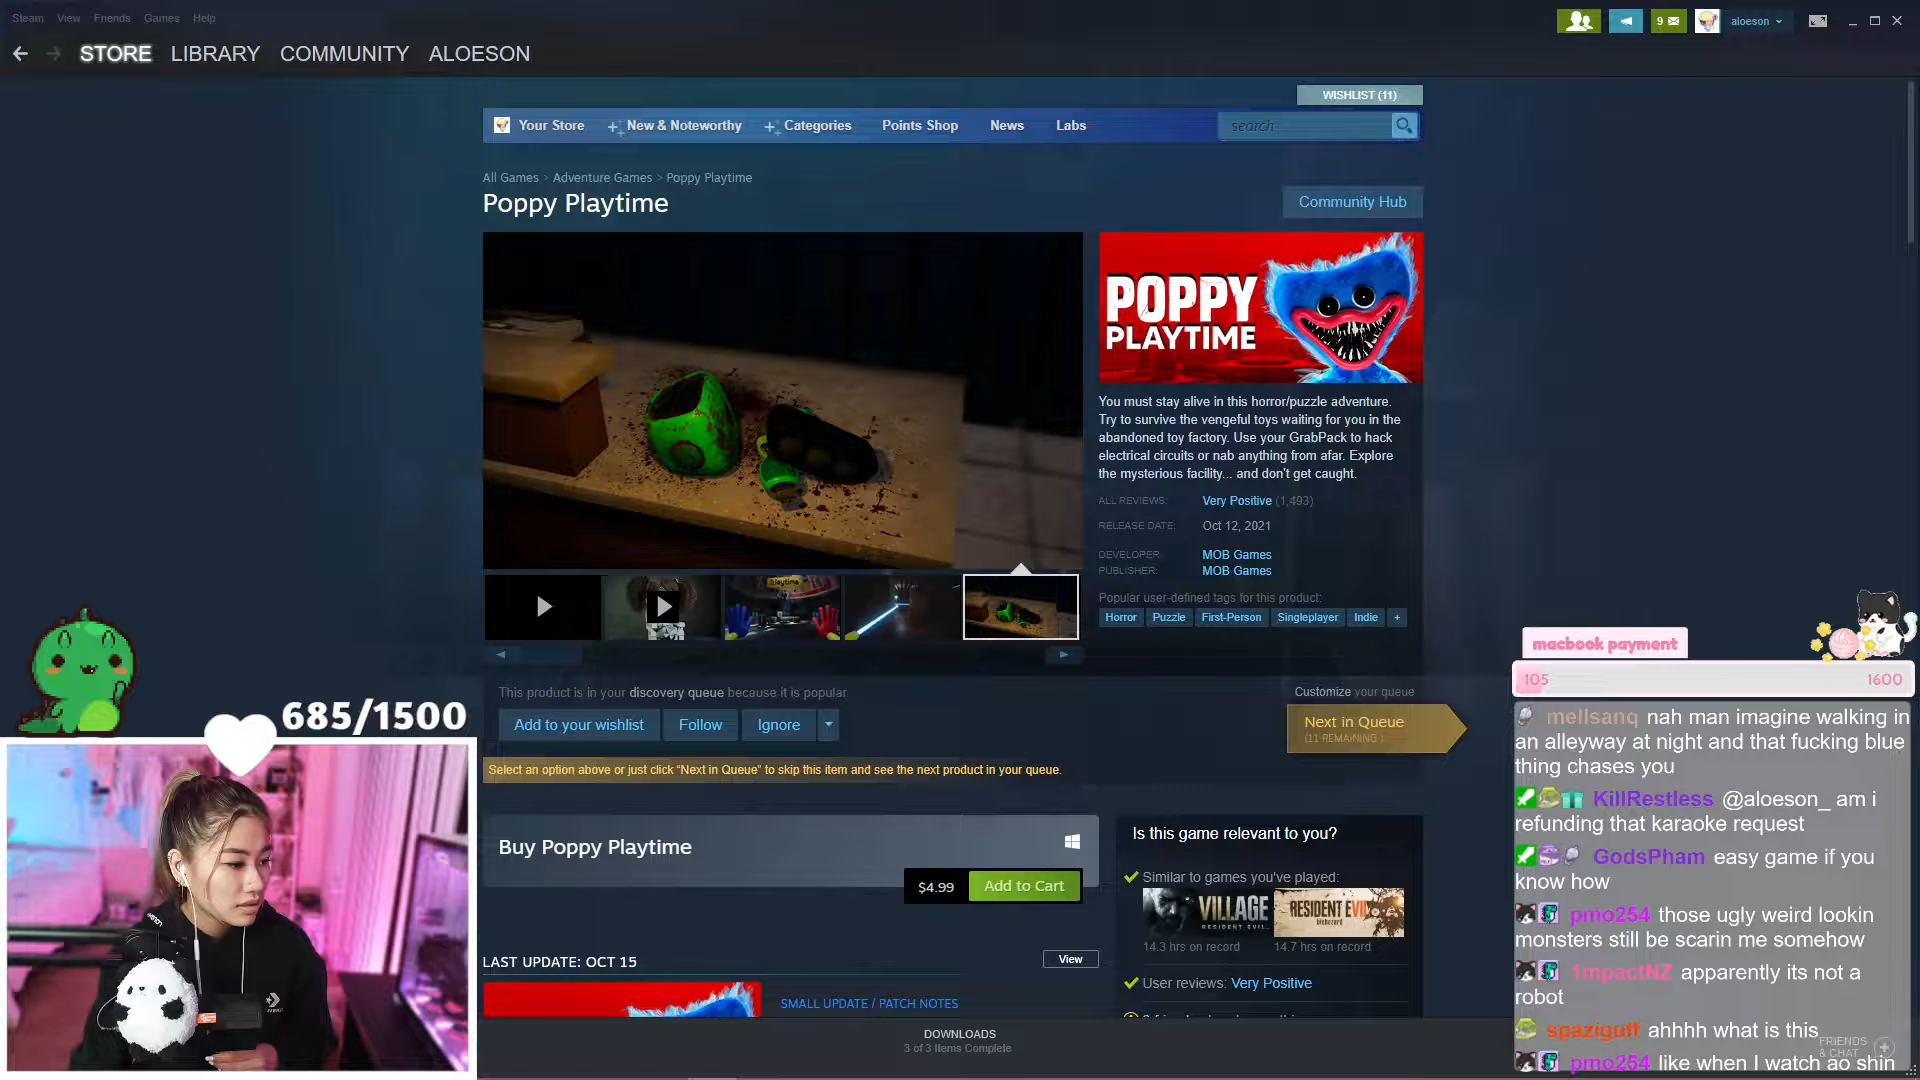 Steam View Friends Games Help
9 aloeson
STORE LIBRARY COMMUNITY ALOESON
WISHLIST (11)
Your Store New & Noteworthy Categories Points Shop News Labs search
All Games > Adventure Games > Poppy Playtime
Poppy Playtime
Community Hub
POPPY
PLAYTIME
You must stay alive in this horror/puzzle adventure.
Try to survive the vengeful toys waiting for you in the
abandoned toy factory. Use your GrabPack to hack
electrical circuits or nab anything from afar. Explore
the mysterious facility... and don't get caught.
ALL REVIEWS: Very Positive (1,493)
RELEASE DATE: Oct 12, 2021
DEVELOPER: MOB Games
PUBLISHER: MOB Games
Popular user-defined tags for this product:
Horror Puzzle First-Person Singleplayer Indie +
Playtime
This product is in your discovery queue because it is popular
Add to your wishlist Follow Ignore
Customize your queue
Next in Queue
(11 REMAINING )
Select an option above or just click “Next in Queue” to skip this item and see the next product in your queue.
Buy Poppy Playtime
$4.99 Add to Cart
LAST UPDATE: OCT 15
View
SMALL UPDATE / PATCH NOTES
Is this game relevant to you?
Similar to games you've played:
VILLAGE
RESIDENT EVIL
RESIDENT EVIL
biohazard
14.3 hrs on record 14.7 hrs on record
User reviews: Very Positive
DOWNLOADS
3 of 3 Items Complete
685/1500
macbook payment
105 1600
mellsanq nah man imagine walking in
an alleyway at night and that fucking blue
thing chases you
KillRestless @aloeson_ am i
refunding that karaoke request
GodsPham easy game if you
know how
pmo254 those ugly weird lookin
monsters still be scarin me somehow
1mpactNZ apparently its not a
robot
spaziguff ahhhh what is this
pmo254 like when I watch ao shin
FRIENDS
& CHAT